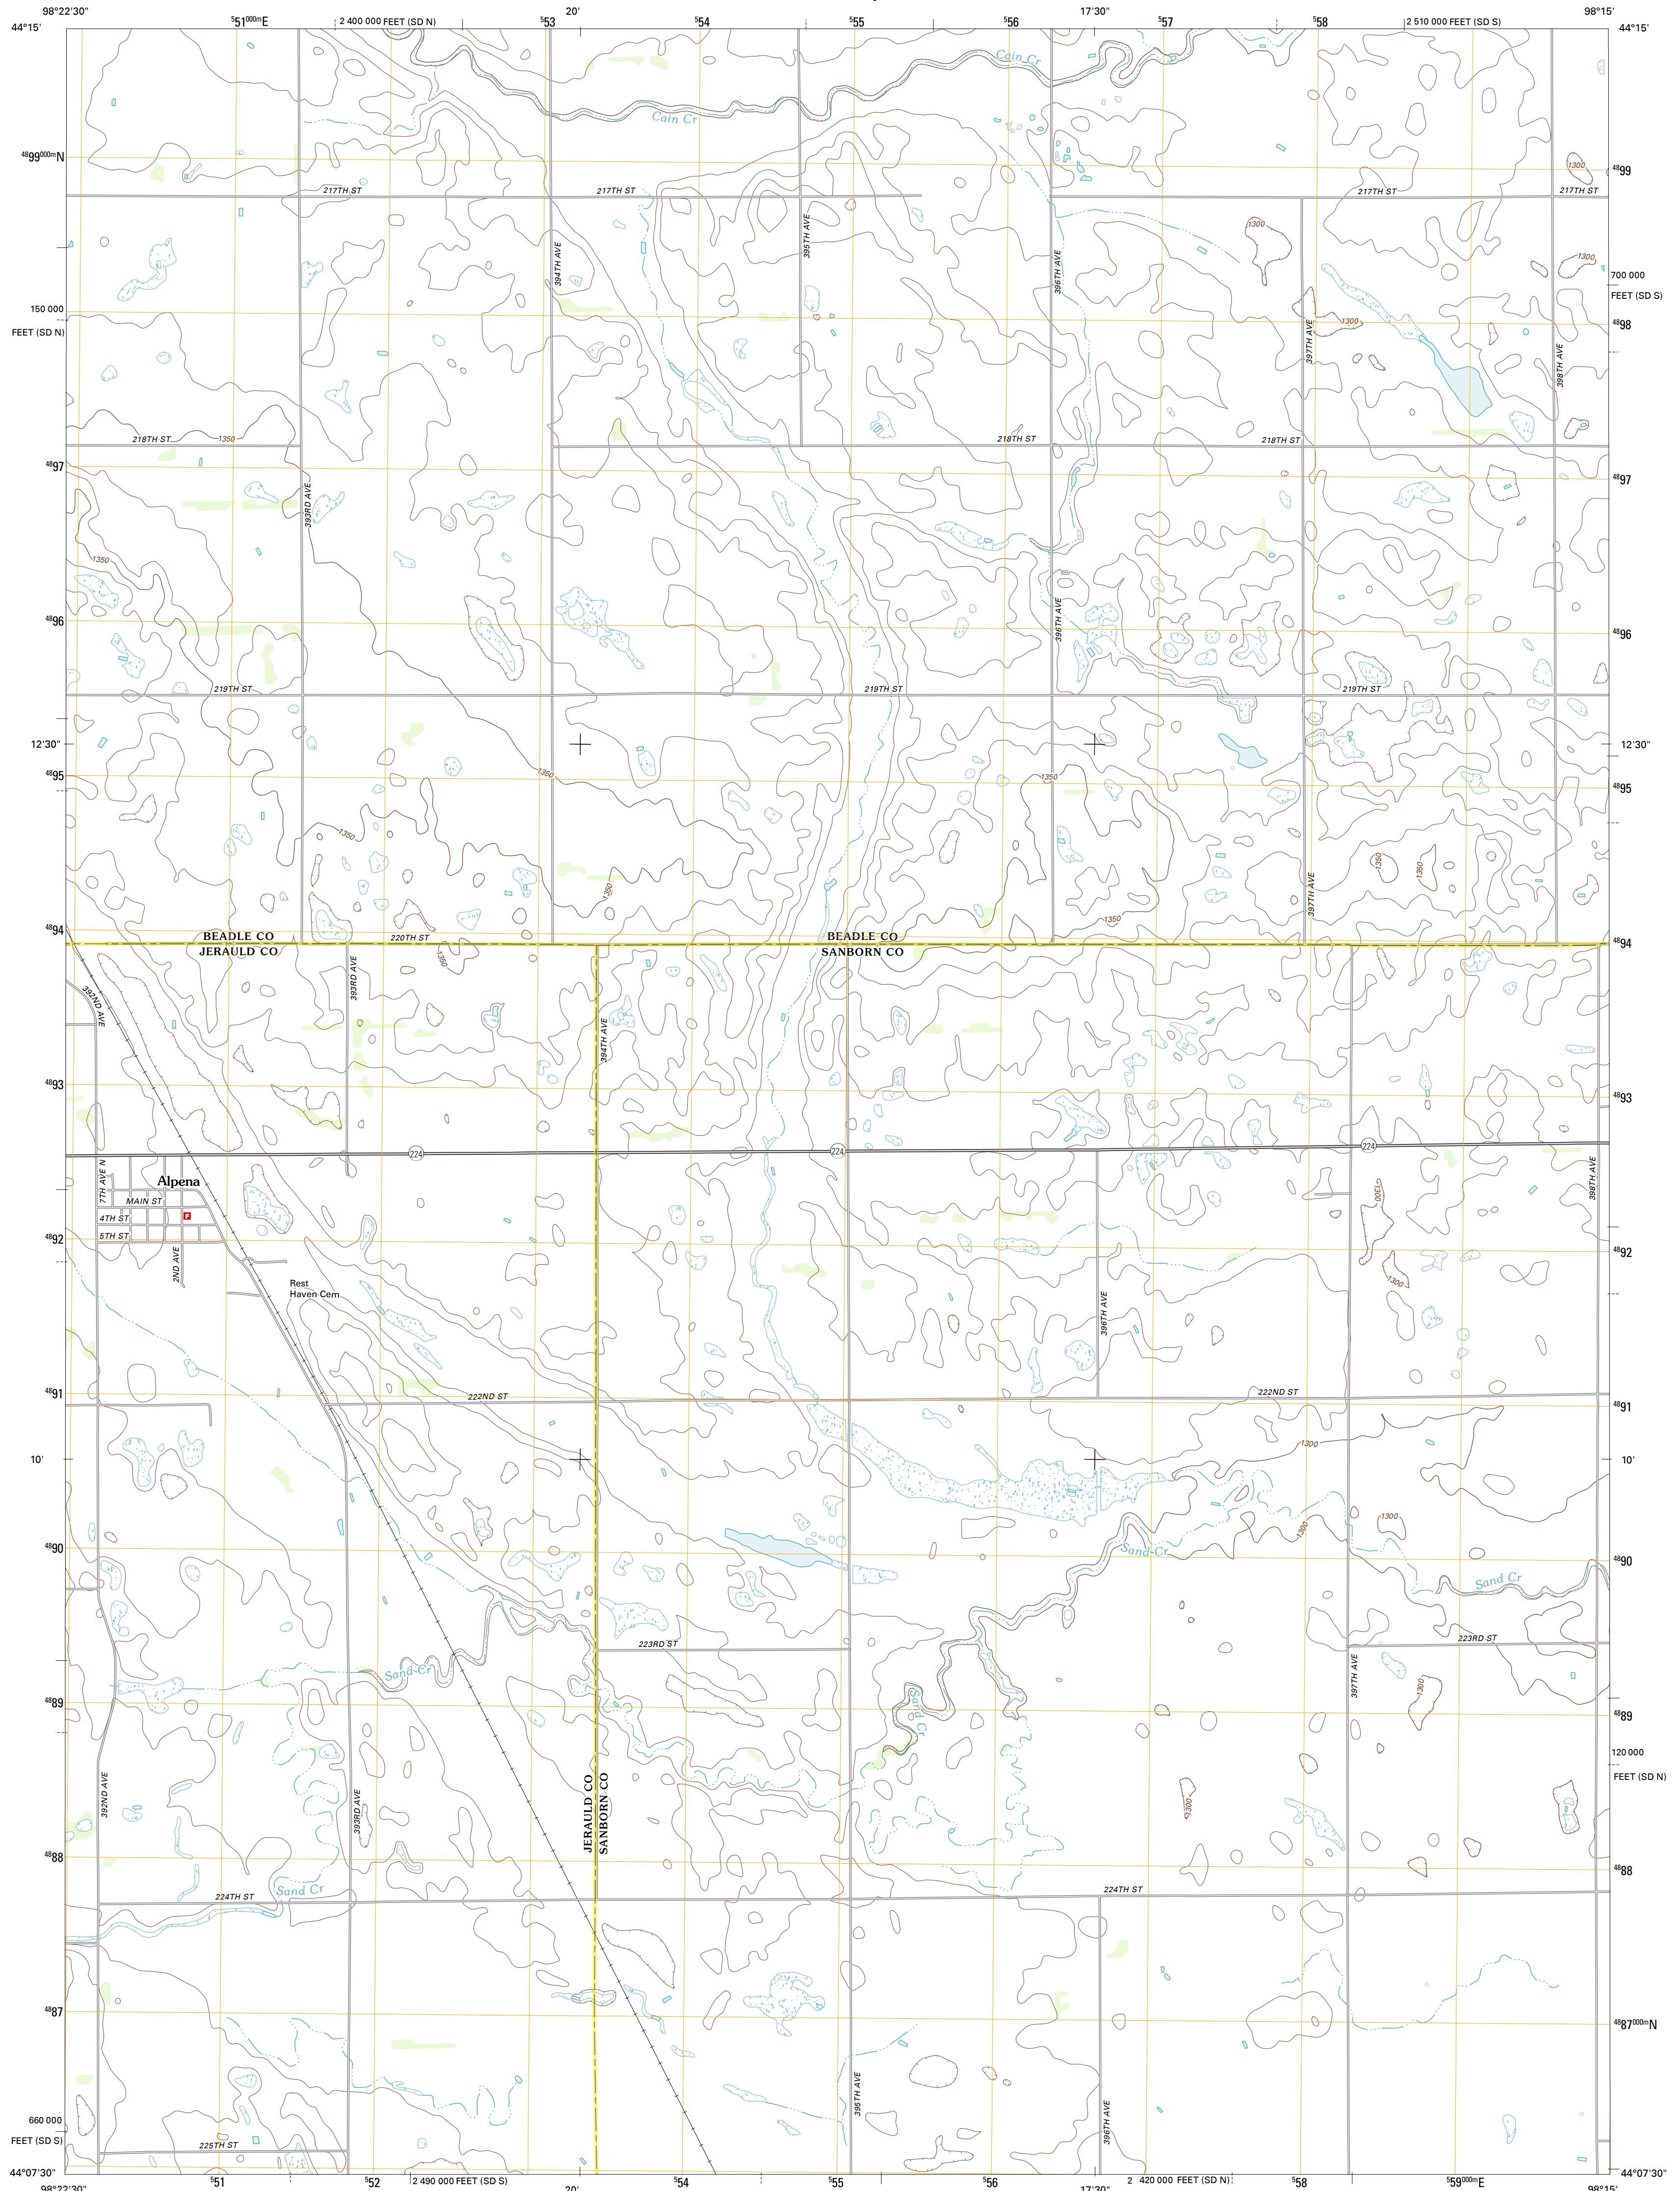 98°22'30" ⁵51⁰⁰⁰ᵐE 2 400 000 FEET (SD N) ⁵53 20' ⁵54 ⁵55 ⁵56 17'30" ⁵57 ⁵58 2 510 000 FEET (SD S) 98°15'
44°15' 44°15'
Cain Cr
Cain Cr
⁴⁸99⁰⁰⁰ᵐN
1300
⁴⁸99
217TH ST 217TH ST 217TH ST 217TH ST
394TH AVE
395TH AVE
396TH AVE
1300
1300
700 000
FEET (SD S)
150 000
FEET (SD N)
1300
⁴⁸98
397TH AVE
398TH AVE
218TH ST 1350 218TH ST 218TH ST
⁴⁸97
⁴⁸97
393RD AVE
1350
⁴⁸96
396TH AVE
⁴⁸96
219TH ST 219TH ST 219TH ST
12'30" 12'30"
⁴⁸95
1350
1350
⁴⁸95
1350
1350
1350
1350
397TH AVE
1350
⁴⁸94
BEADLE CO 220TH ST BEADLE CO
JERAULD CO SANBORN CO
⁴⁸94
1350
393RD AVE
392ND AVE
394TH AVE
⁴⁸93
⁴⁸93
224 224 224
7TH AVE N
Alpena
MAIN ST
4TH ST
F
5TH ST
2ND AVE
398TH AVE
1300
⁴⁸92
⁴⁸92
Rest
Haven Cem
1300
396TH AVE
⁴⁸91
222ND ST 222ND ST
⁴⁸91
1300
10' 10'
1300
1300
⁴⁸90
Sand Cr
⁴⁸90
Sand Cr
223RD ST 223RD ST
Sand Cr
397TH AVE
⁴⁸89
Sand Cr
1300
⁴⁸89
120 000
FEET (SD N)
392ND AVE
393RD AVE
JERAULD CO
SANBORN CO
1300
⁴⁸88
⁴⁸88
Sand Cr
224TH ST 224TH ST
⁴⁸87
⁴⁸87⁰⁰⁰ᵐN
395TH AVE
396TH AVE
660 000
FEET (SD S)
225TH ST
44°07'30" 44°07'30"
98°22'30" ⁵51 ⁵52 2 490 000 FEET (SD S) 20' ⁵54 ⁵55 ⁵56 17'30" 2 420 000 FEET (SD N) ⁵58 ⁵59⁰⁰⁰ᵐE 98°15'